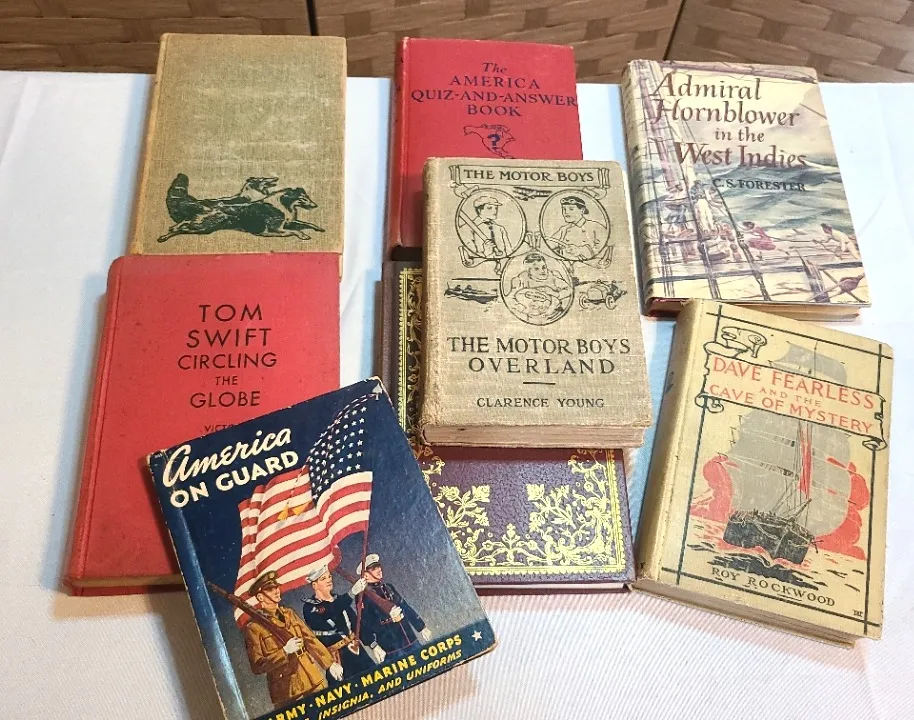 The
AMERICA
QUIZ-AND-ANSWER
BOOK
?
Admiral
Hornblower
in the
West Indies
C. S. FORESTER
THE MOTOR BOYS
THE MOTOR BOYS
OVERLAND
CLARENCE YOUNG
TOM
SWIFT
CIRCLING
THE
GLOBE
DAVE FEARLESS
AND THE
CAVE OF MYSTERY
ROY ROCKWOOD
America
ON GUARD
ARMY · NAVY · MARINE CORPS
INSIGNIA, AND UNIFORMS